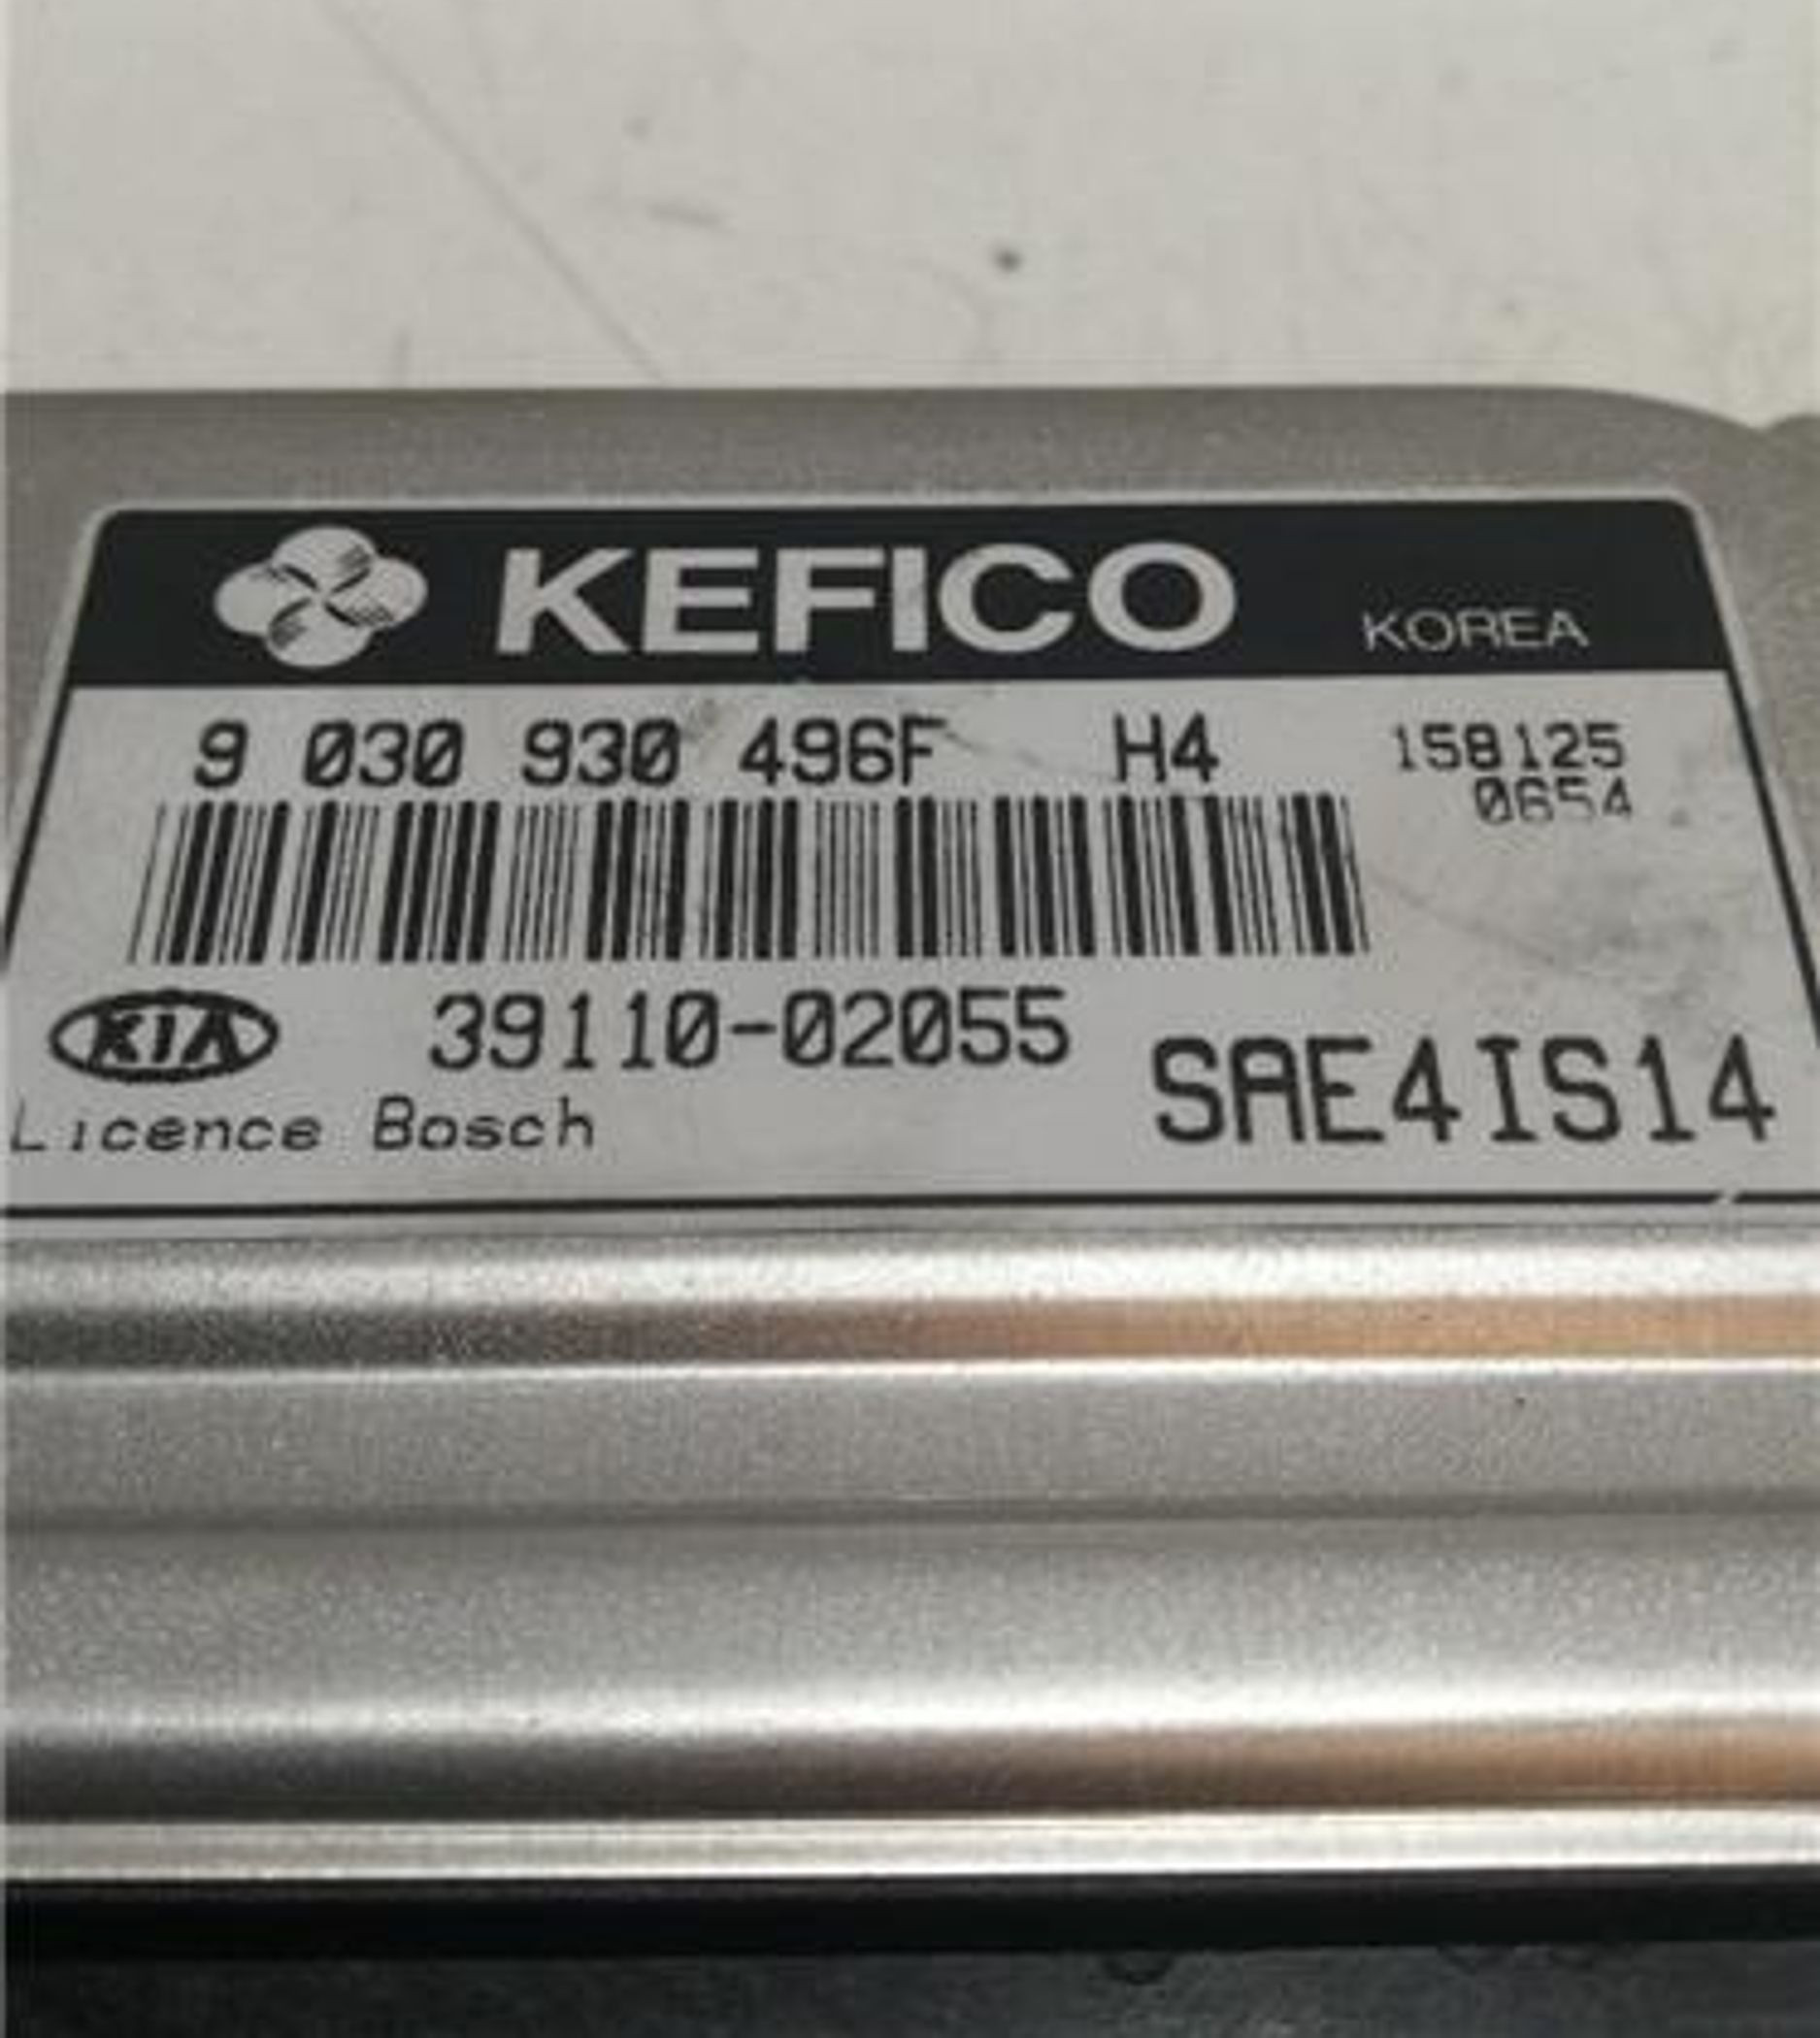 KEFICO KOREA
9 030 930 496F H4 158125
0654
KIA 39110-02055 SAE4IS14
Licence Bosch